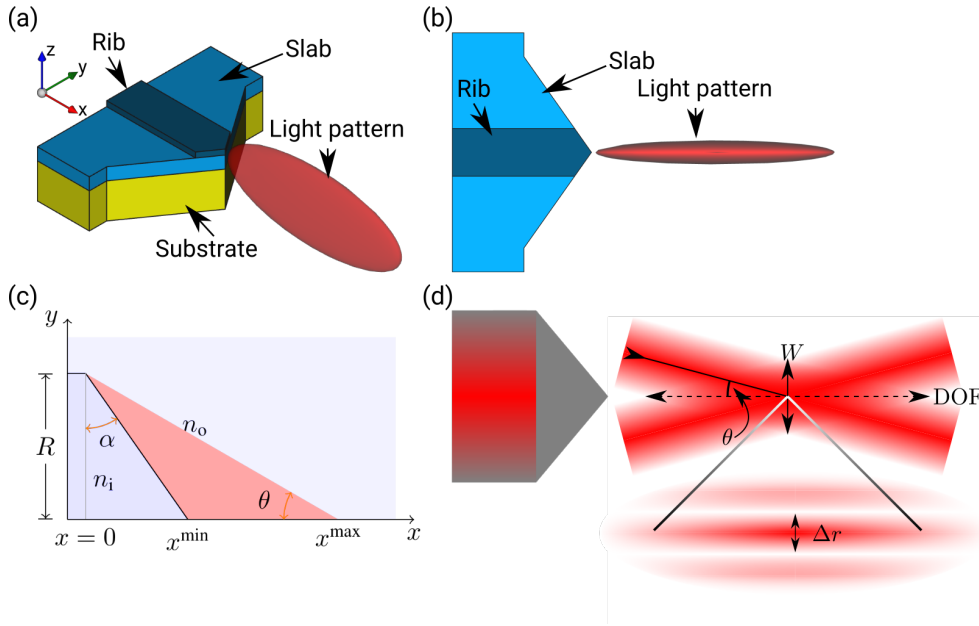 (a)
z
y
x
Rib
Slab
Light pattern
Substrate
(b)
Slab
Rib
Light pattern
(c)
y
R
α
n_i
n_o
θ
x = 0
x^min
x^max
x
(d)
W
DOF
θ
Δr